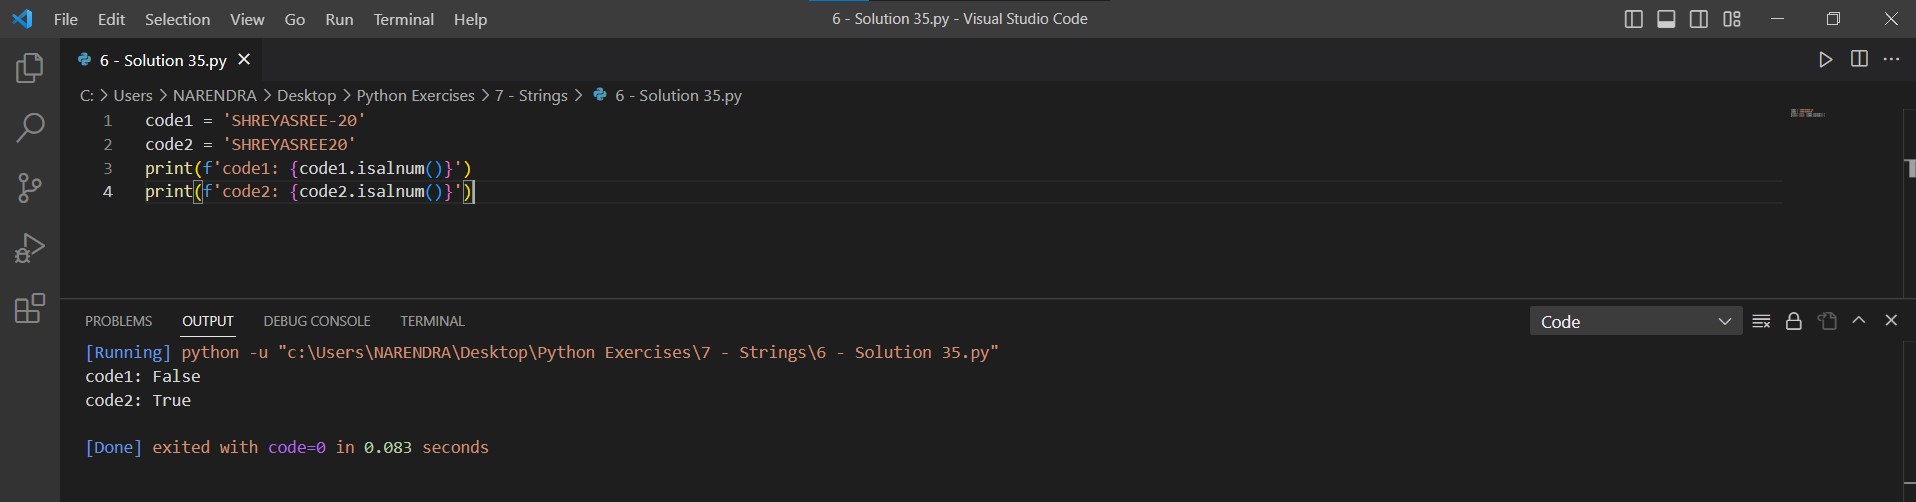 File Edit Selection View Go Run Terminal Help 6 - Solution 35.py - Visual Studio Code
6 - Solution 35.py
C: > Users > NARENDRA > Desktop > Python Exercises > 7 - Strings > 6 - Solution 35.py
1 code1 = 'SHREYASREE-20'
2 code2 = 'SHREYASREE20'
3 print(f'code1: {code1.isalnum()}')
4 print(f'code2: {code2.isalnum()}')
PROBLEMS OUTPUT DEBUG CONSOLE TERMINAL Code
[Running] python -u "c:\Users\NARENDRA\Desktop\Python Exercises\7 - Strings\6 - Solution 35.py"
code1: False
code2: True
[Done] exited with code=0 in 0.083 seconds